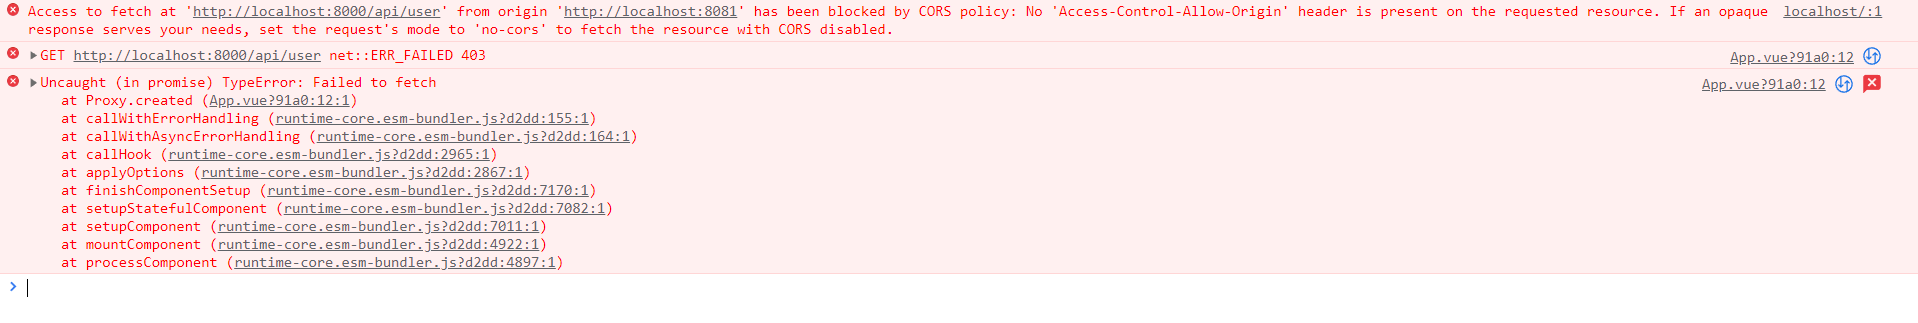 Access to fetch at 'http://localhost:8000/api/user' from origin 'http://localhost:8081' has been blocked by CORS policy: No 'Access-Control-Allow-Origin' header is present on the requested resource. If an opaque localhost/:1
response serves your needs, set the request's mode to 'no-cors' to fetch the resource with CORS disabled.
GET http://localhost:8000/api/user net::ERR_FAILED 403 App.vue?91a0:12
Uncaught (in promise) TypeError: Failed to fetch App.vue?91a0:12
at Proxy.created (App.vue?91a0:12:1)
at callWithErrorHandling (runtime-core.esm-bundler.js?d2dd:155:1)
at callWithAsyncErrorHandling (runtime-core.esm-bundler.js?d2dd:164:1)
at callHook (runtime-core.esm-bundler.js?d2dd:2965:1)
at applyOptions (runtime-core.esm-bundler.js?d2dd:2867:1)
at finishComponentSetup (runtime-core.esm-bundler.js?d2dd:7170:1)
at setupStatefulComponent (runtime-core.esm-bundler.js?d2dd:7082:1)
at setupComponent (runtime-core.esm-bundler.js?d2dd:7011:1)
at mountComponent (runtime-core.esm-bundler.js?d2dd:4922:1)
at processComponent (runtime-core.esm-bundler.js?d2dd:4897:1)